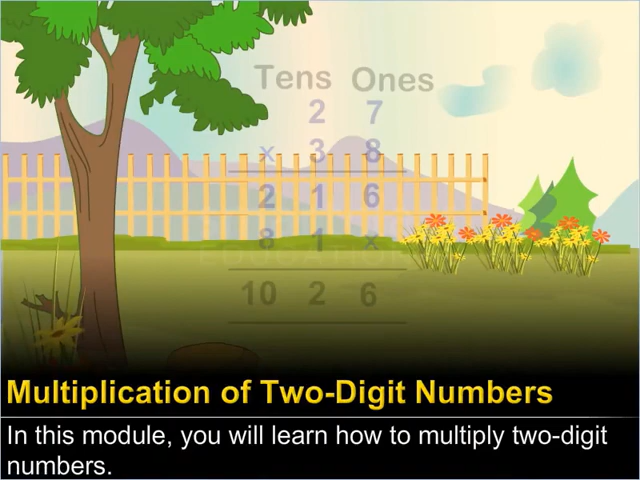 Tens Ones
2 7
x 3 8
2 1 6
8 1 x
10 2 6
Multiplication of Two-Digit Numbers
In this module, you will learn how to multiply two-digit
numbers.